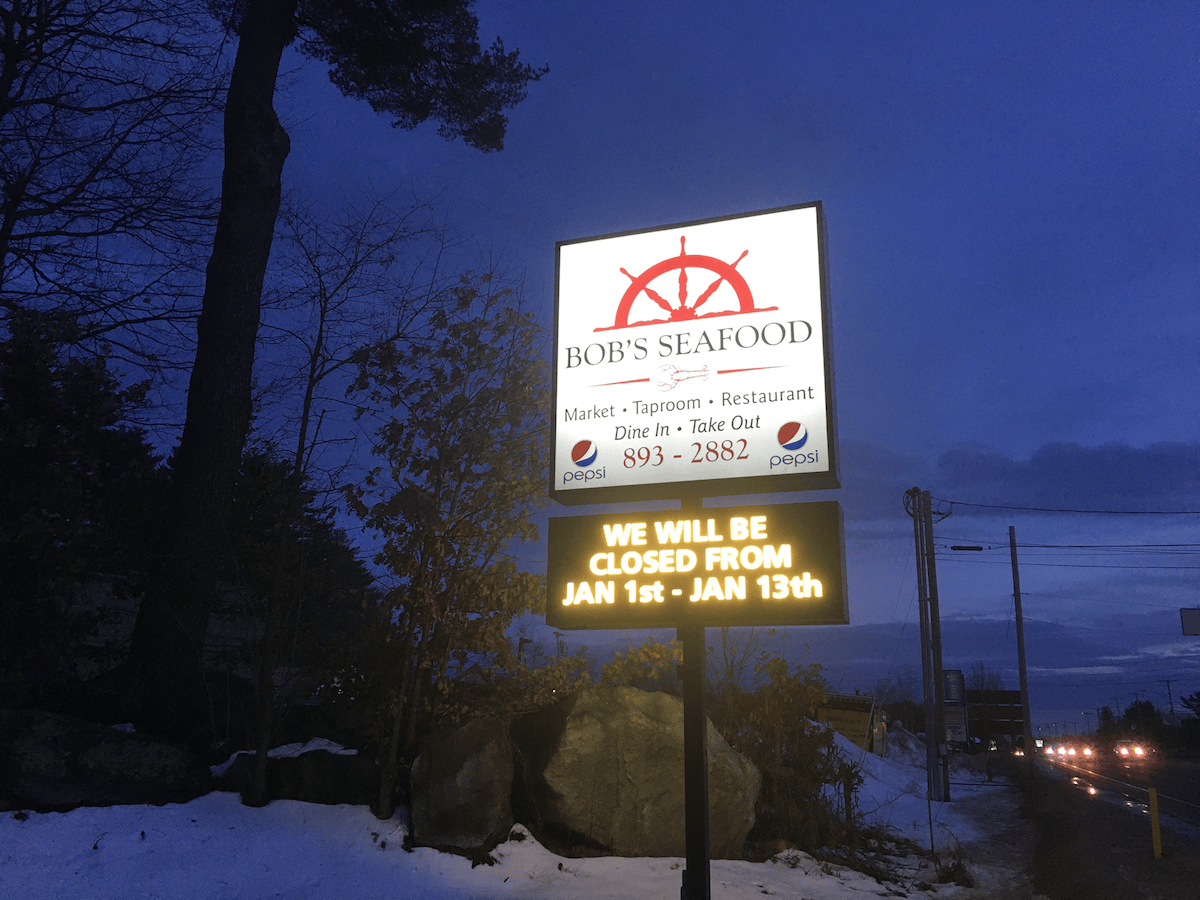 BOB'S SEAFOOD
Market • Taproom • Restaurant
Dine In • Take Out
893 - 2882
pepsi
pepsi
WE WILL BE
CLOSED FROM
JAN 1st - JAN 13th